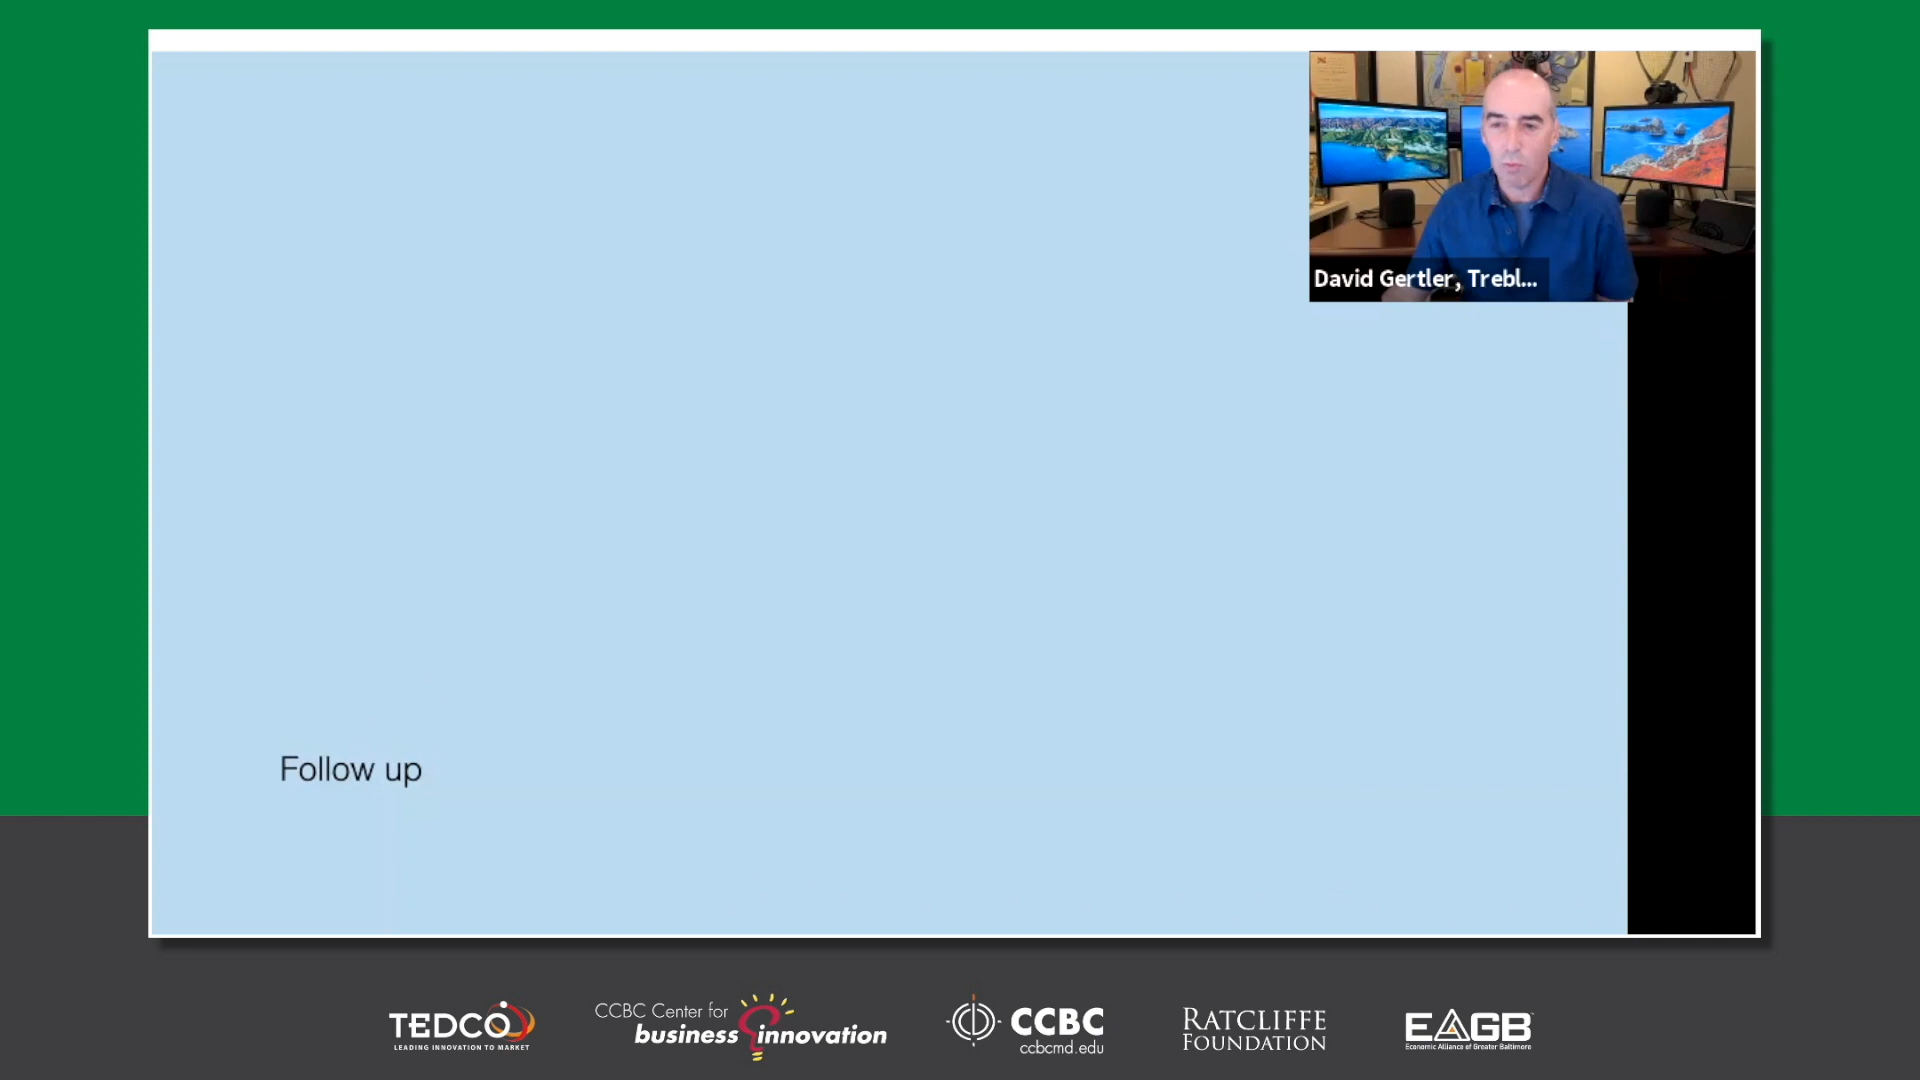 David Gertler, Trebl...
Follow up
TEDCO
LEADING INNOVATION TO MARKET
CCBC Center for
business innovation
CCBC
ccbcmd.edu
RATCLIFFE
FOUNDATION
EAGB
Economic Alliance of Greater Baltimore